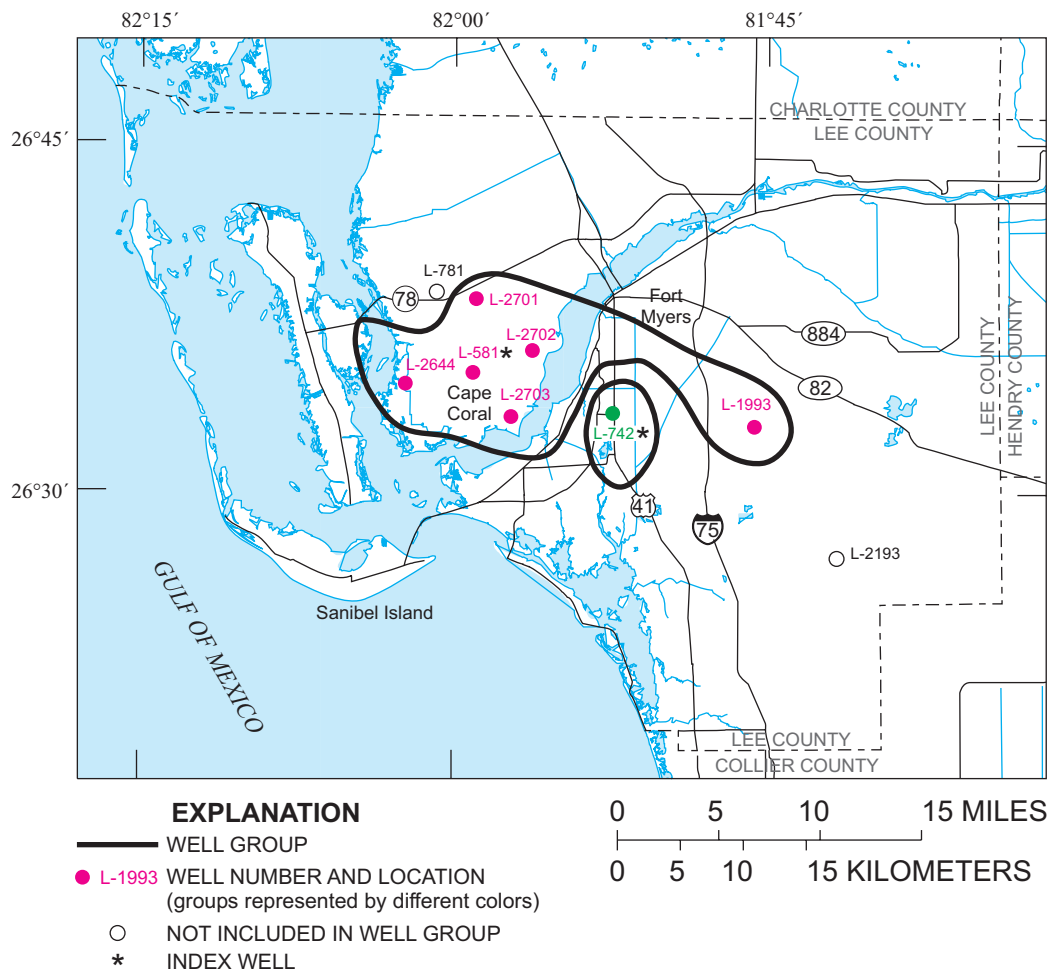 82°15´ 82°00´ 81°45´
26°45´
CHARLOTTE COUNTY
LEE COUNTY
L-781
78
L-2701
Fort
Myers
L-2702
884
L-581*
L-2644
82
Cape
Coral
L-2703
L-1993
L-742*
LEE COUNTY
HENDRY COUNTY
26°30´
41
75
L-2193
Sanibel Island
GULF OF MEXICO
LEE COUNTY
COLLIER COUNTY
EXPLANATION
WELL GROUP
L-1993 WELL NUMBER AND LOCATION
(groups represented by different colors)
NOT INCLUDED IN WELL GROUP
* INDEX WELL
0 5 10 15 MILES
0 5 10 15 KILOMETERS